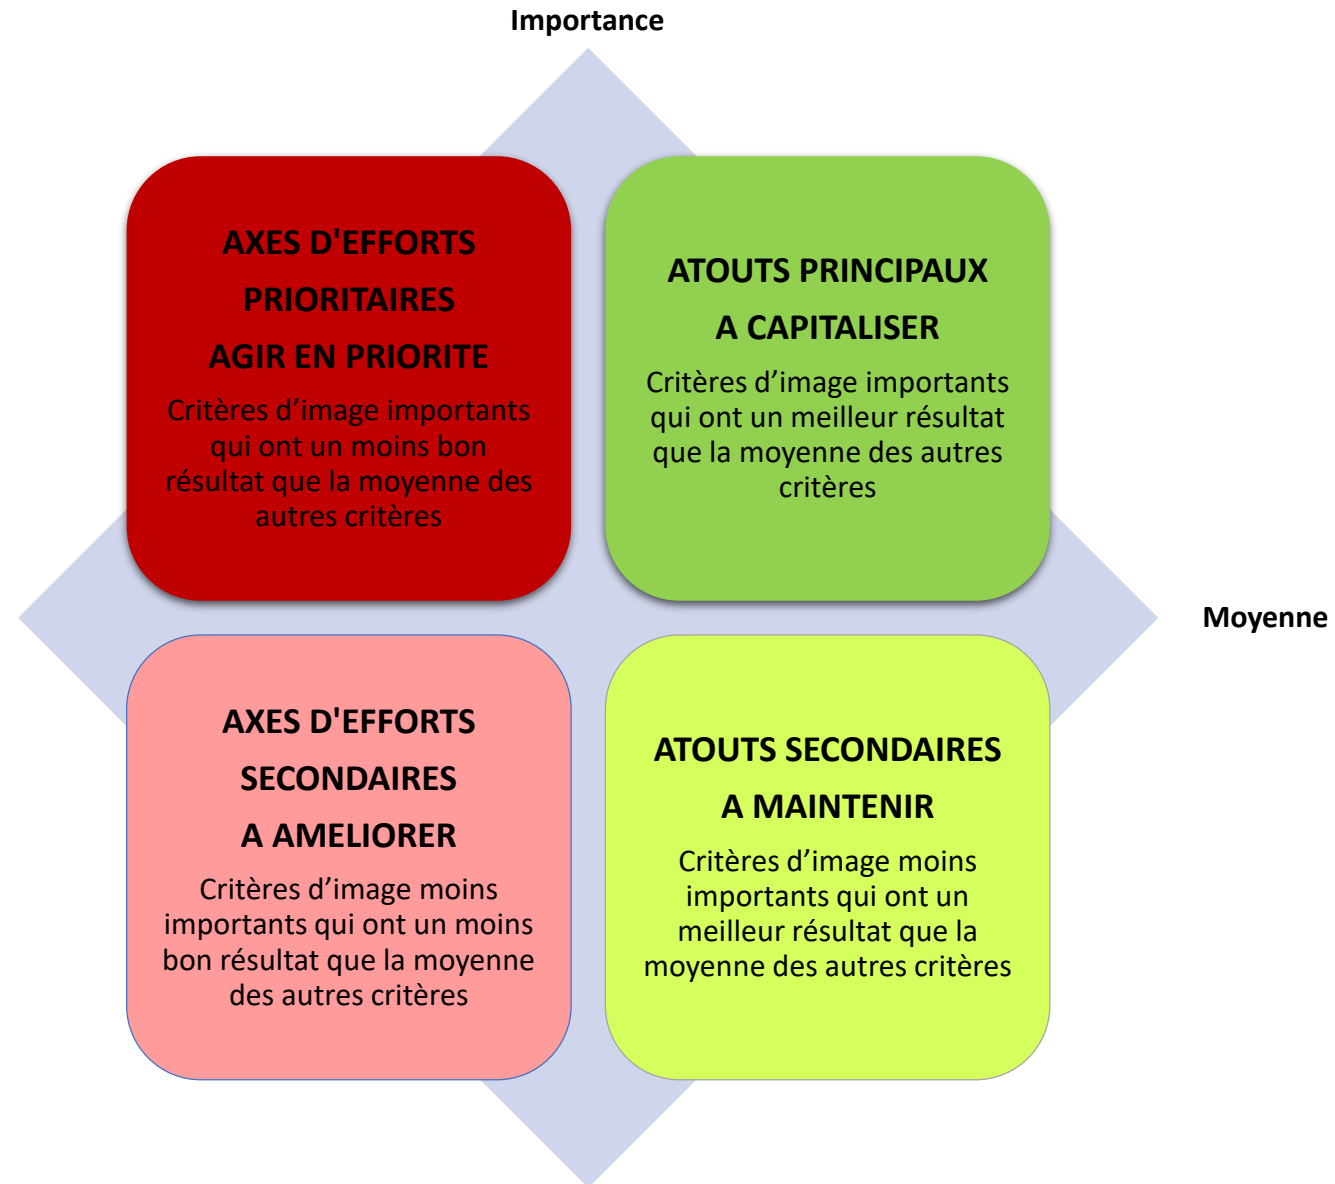 Importance
AXES D'EFFORTS
PRIORITAIRES
AGIR EN PRIORITE
Critères d’image importants
qui ont un moins bon
résultat que la moyenne des
autres critères
ATOUTS PRINCIPAUX
A CAPITALISER
Critères d’image importants
qui ont un meilleur résultat
que la moyenne des autres
critères
Moyenne
AXES D'EFFORTS
SECONDAIRES
A AMELIORER
Critères d’image moins
importants qui ont un moins
bon résultat que la moyenne
des autres critères
ATOUTS SECONDAIRES
A MAINTENIR
Critères d’image moins
importants qui ont un
meilleur résultat que la
moyenne des autres critères